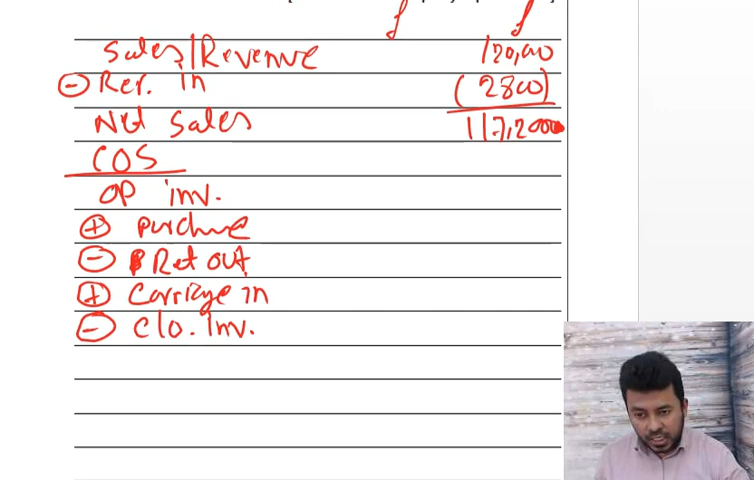 £ £
Sales/Revenue 120,000
- Ret. in (2800)
Net Sales 117,2000
COS
OP inv.
+ purchase
- Ret out
+ Carriage in
- Clo. Inv.